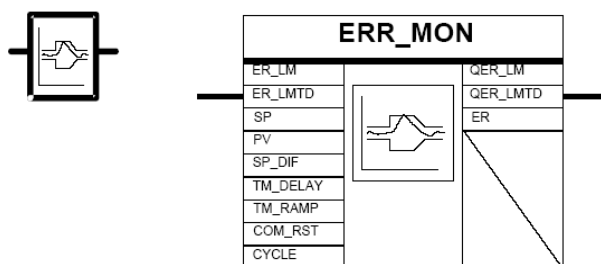 ERR_MON
ER_LM QER_LM
ER_LMTD QER_LMTD
SP ER
PV
SP_DIF
TM_DELAY
TM_RAMP
COM_RST
CYCLE